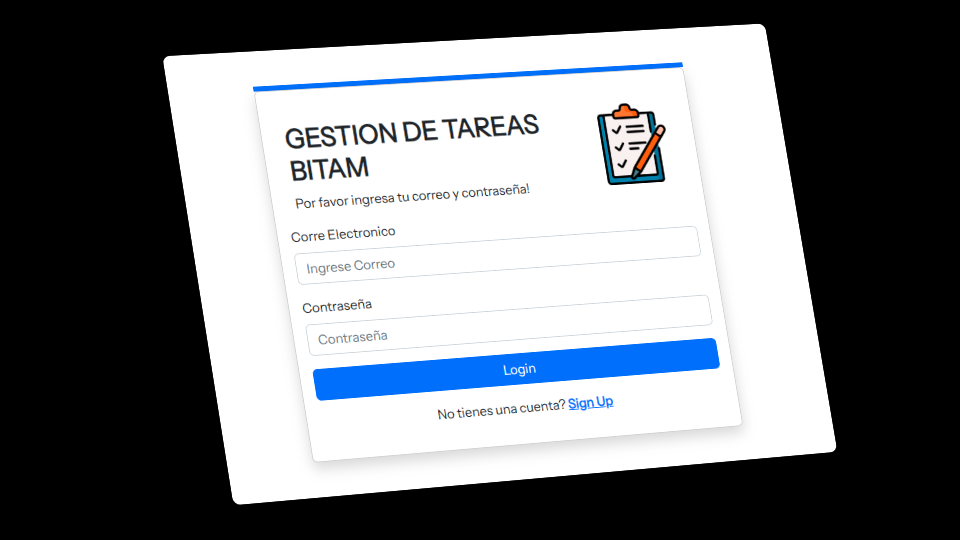 GESTION DE TAREAS
BITAM
Por favor ingresa tu correo y contraseña!
Corre Electronico
Ingrese Correo
Contraseña
Contraseña
Login
No tienes una cuenta? Sign Up